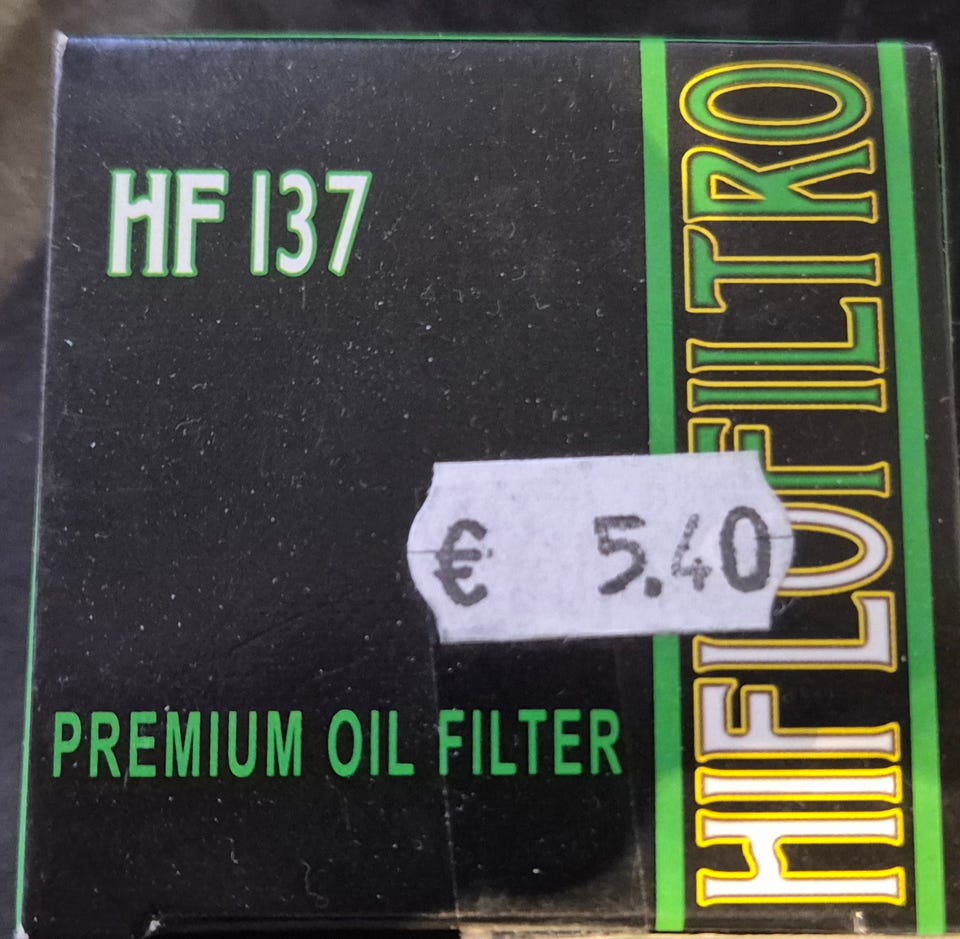 HF 137
€ 5.40
PREMIUM OIL FILTER
HIFLOFILTRO